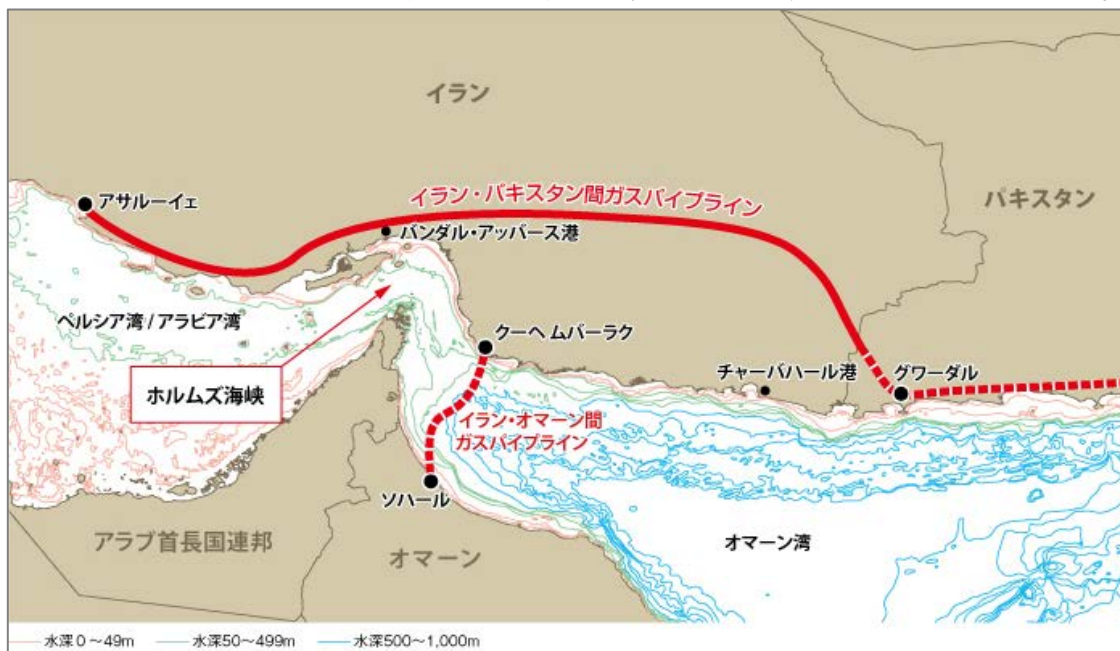 イラン
パキスタン
アサルーイェ
イラン・パキスタン間ガスパイプライン
バンダル・アッバース港
ペルシア湾/アラビア湾
クーヘムバーラク
ホルムズ海峡
チャーバハール港
グワーダル
イラン・オマーン間
ガスパイプライン
ソハール
アラブ首長国連邦
オマーン
オマーン湾
水深0～49m
水深50～499m
水深500～1,000m